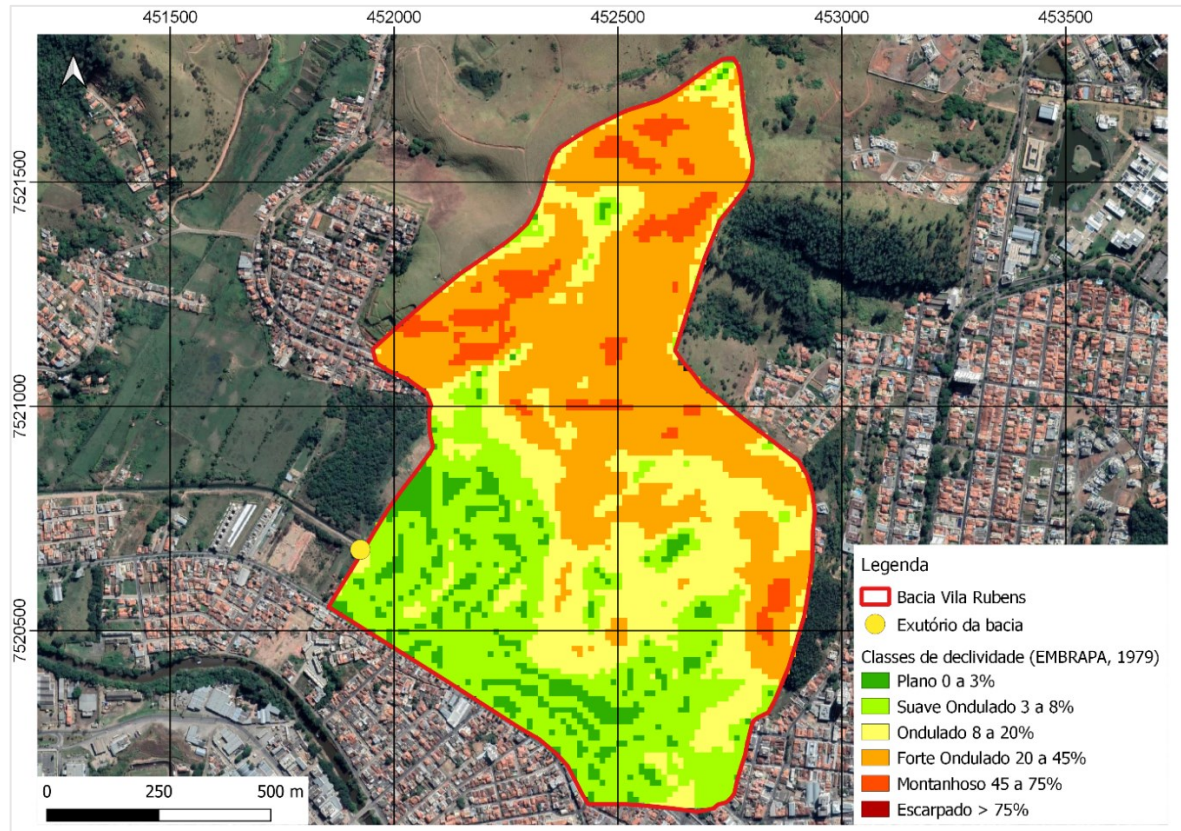 451500 452000 452500 453000 453500
7521500
7521000
7520500
Legenda
Bacia Vila Rubens
Exutório da bacia
Classes de declividade (EMBRAPA, 1979)
Plano 0 a 3%
Suave Ondulado 3 a 8%
Ondulado 8 a 20%
Forte Ondulado 20 a 45%
Montanhoso 45 a 75%
Escarpado > 75%
0 250 500 m